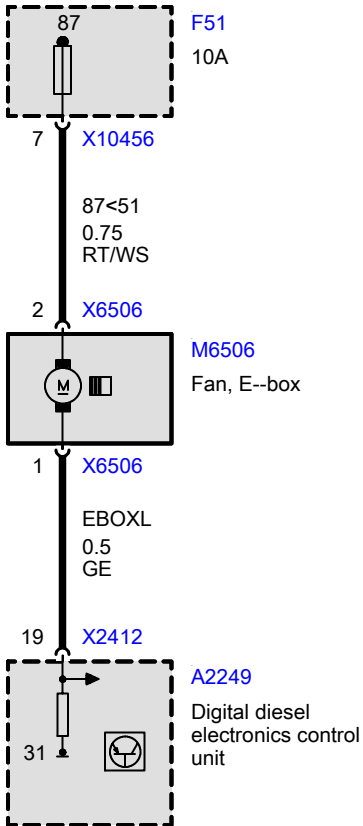 87 F51
10A
7 X10456
87<51
0.75
RT/WS
2 X6506
M6506
M
Fan, E--box
1 X6506
EBOXL
0.5
GE
19 X2412
A2249
Digital diesel
electronics control
unit
31